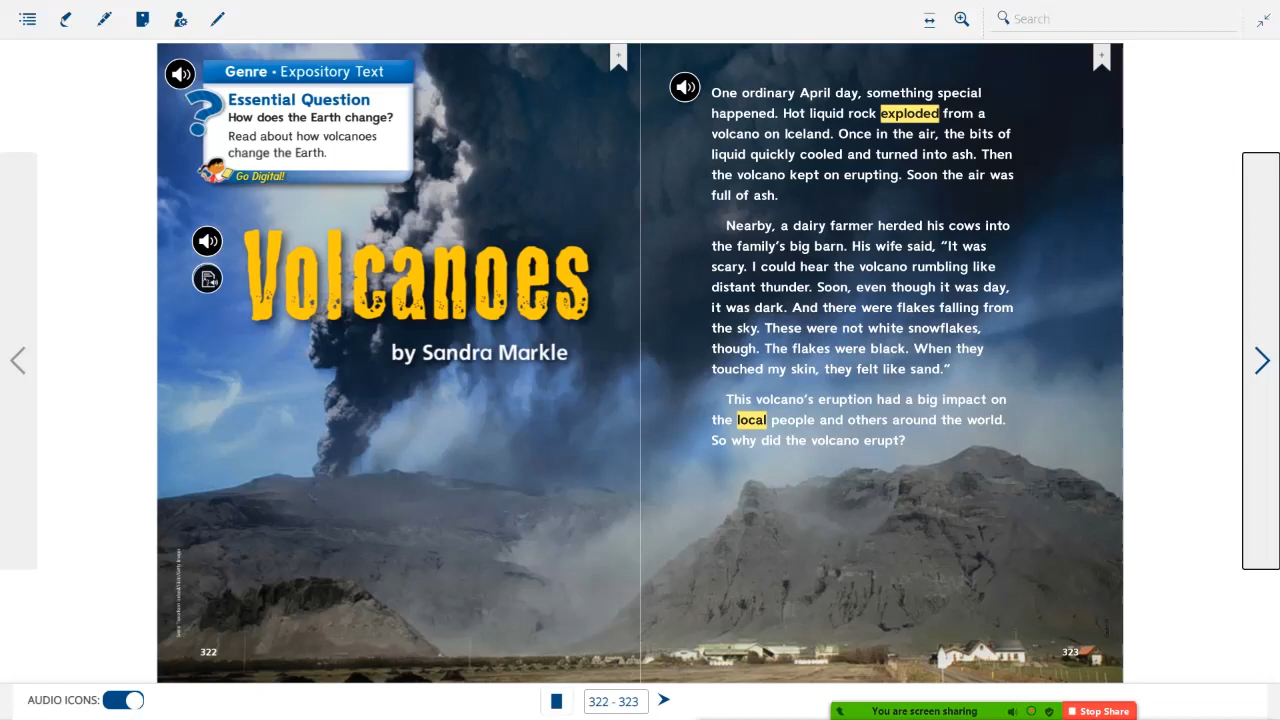 Search
Genre • Expository Text
Essential Question
How does the Earth change?
Read about how volcanoes
change the Earth.
Go Digital!
Volcanoes
by Sandra Markle
322
One ordinary April day, something special
happened. Hot liquid rock exploded from a
volcano on Iceland. Once in the air, the bits of
liquid quickly cooled and turned into ash. Then
the volcano kept on erupting. Soon the air was
full of ash.
Nearby, a dairy farmer herded his cows into
the family's big barn. His wife said, "It was
scary. I could hear the volcano rumbling like
distant thunder. Soon, even though it was day,
it was dark. And there were flakes falling from
the sky. These were not white snowflakes,
though. The flakes were black. When they
touched my skin, they felt like sand."
This volcano's eruption had a big impact on
the local people and others around the world.
So why did the volcano erupt?
323
AUDIO ICONS:
322 - 323
You are screen sharing
Stop Share